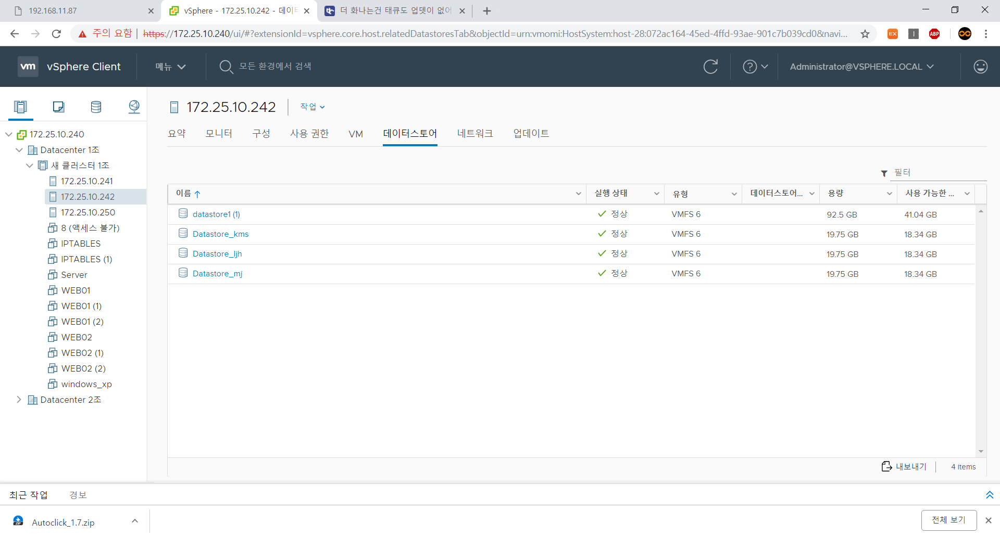 192.168.11.87
vSphere - 172.25.10.242 - 데이터
더 화나는건 태큐도 업뎃이 없어
주의 요함 | https://172.25.10.240/ui/#?extensionId=vsphere.core.host.relatedDatastoresTab&objectId=urn:vmomi:HostSystem:host-28:072ac164-45ed-4ffd-93ae-901c7b039cd0&navi...
EX
ABP
vm vSphere Client
메뉴
모든 환경에서 검색
Administrator@VSPHERE.LOCAL
172.25.10.240
Datacenter 1조
새 클러스터 1조
172.25.10.241
172.25.10.242
172.25.10.250
8 (액세스 불가)
IPTABLES
IPTABLES (1)
Server
WEB01
WEB01 (1)
WEB01 (2)
WEB02
WEB02 (1)
WEB02 (2)
windows_xp
Datacenter 2조
172.25.10.242 작업
요약 모니터 구성 사용 권한 VM 데이터스토어 네트워크 업데이트
필터
이름 실행 상태 유형 데이터스토어... 용량 사용 가능한 ...
datastore1 (1) 정상 VMFS 6 92.5 GB 41.04 GB
Datastore_kms 정상 VMFS 6 19.75 GB 18.34 GB
Datastore_ljh 정상 VMFS 6 19.75 GB 18.34 GB
Datastore_mj 정상 VMFS 6 19.75 GB 18.34 GB
내보내기 4 items
최근 작업 경보
Autoclick_1.7.zip
전체 보기